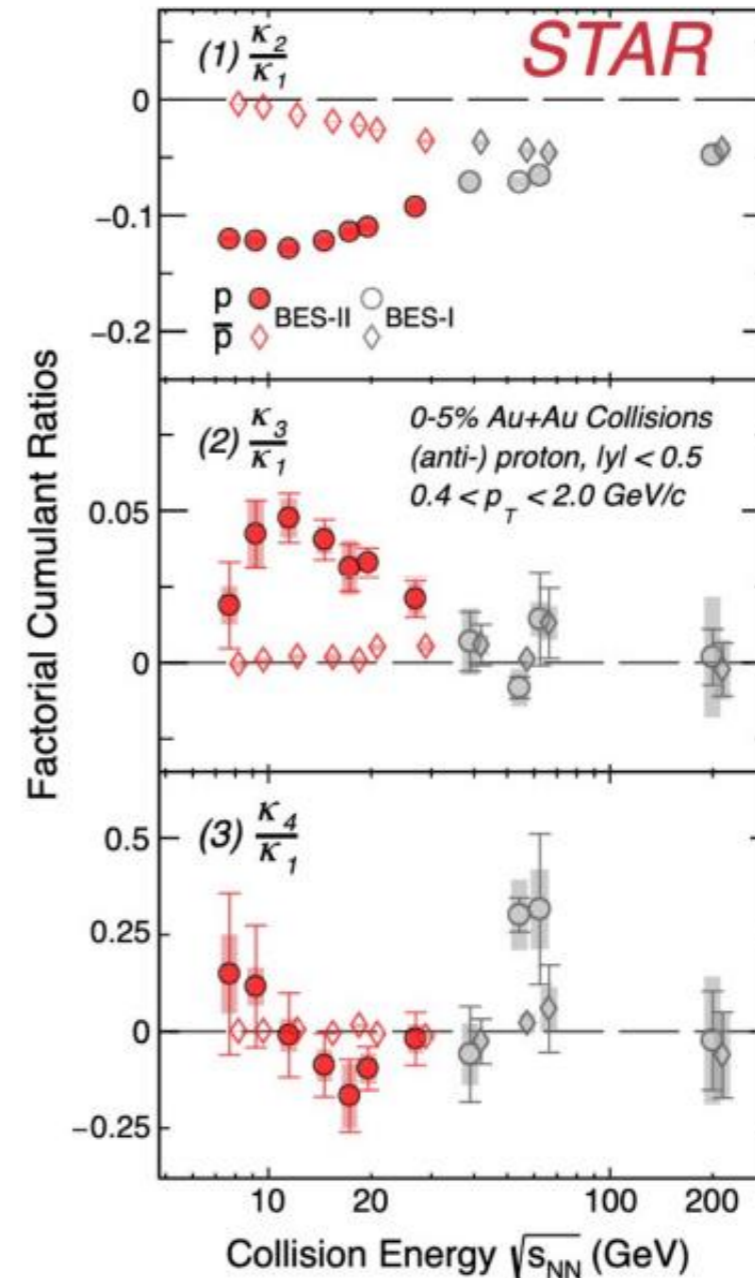 STAR
(1) κ2/κ1
0
−0.1
−0.2
p BES-II BES-I
p̅
Factorial Cumulant Ratios
(2) κ3/κ1
0-5% Au+Au Collisions
(anti-) proton, |y| < 0.5
0.4 < pT < 2.0 GeV/c
0.05
0
(3) κ4/κ1
0.5
0.25
0
−0.25
10 20 100 200
Collision Energy √sNN (GeV)